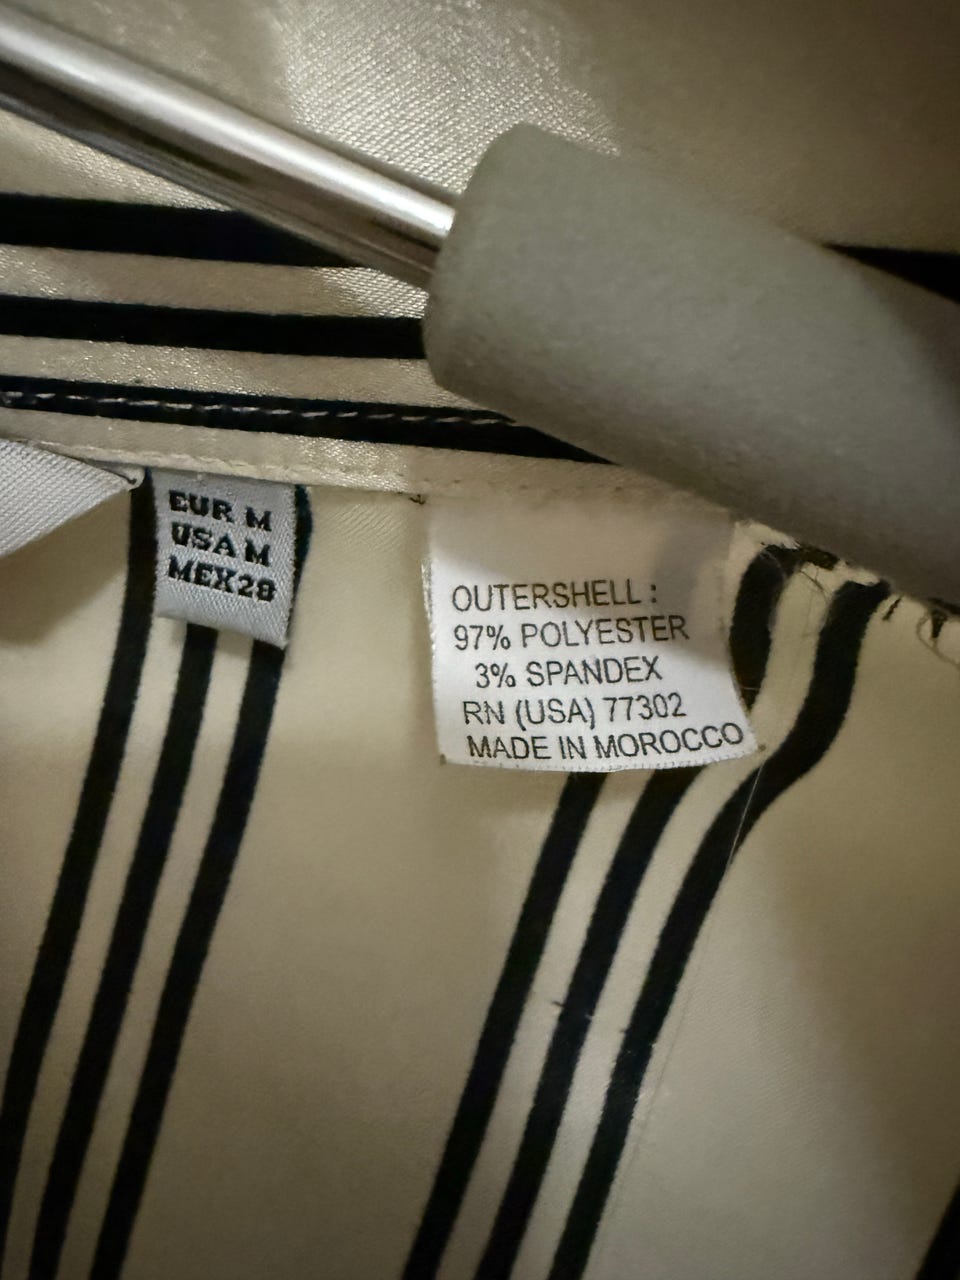 EUR M
USA M
MEX28
OUTERSHELL :
97% POLYESTER
3% SPANDEX
RN (USA) 77302
MADE IN MOROCCO